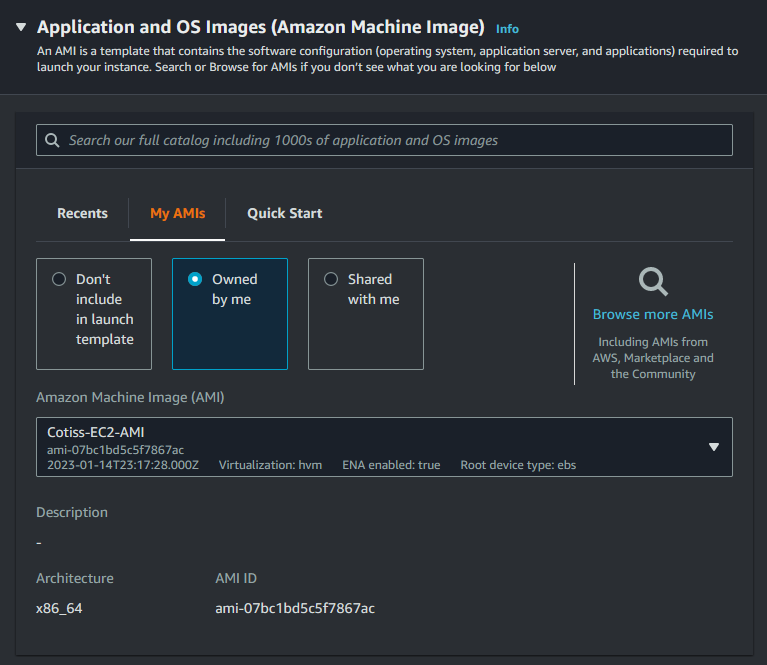 Application and OS Images (Amazon Machine Image) Info
An AMI is a template that contains the software configuration (operating system, application server, and applications) required to
launch your instance. Search or Browse for AMIs if you don't see what you are looking for below
Search our full catalog including 1000s of application and OS images
Recents
My AMIs
Quick Start
Don't
include
in launch
template
Owned
by me
Shared
with me
Browse more AMIs
Including AMIs from
AWS, Marketplace and
the Community
Amazon Machine Image (AMI)
Cotiss-EC2-AMI
ami-07bc1bd5c5f7867ac
2023-01-14T23:17:28.000Z Virtualization: hvm ENA enabled: true Root device type: ebs
Description
-
Architecture AMI ID
x86_64 ami-07bc1bd5c5f7867ac